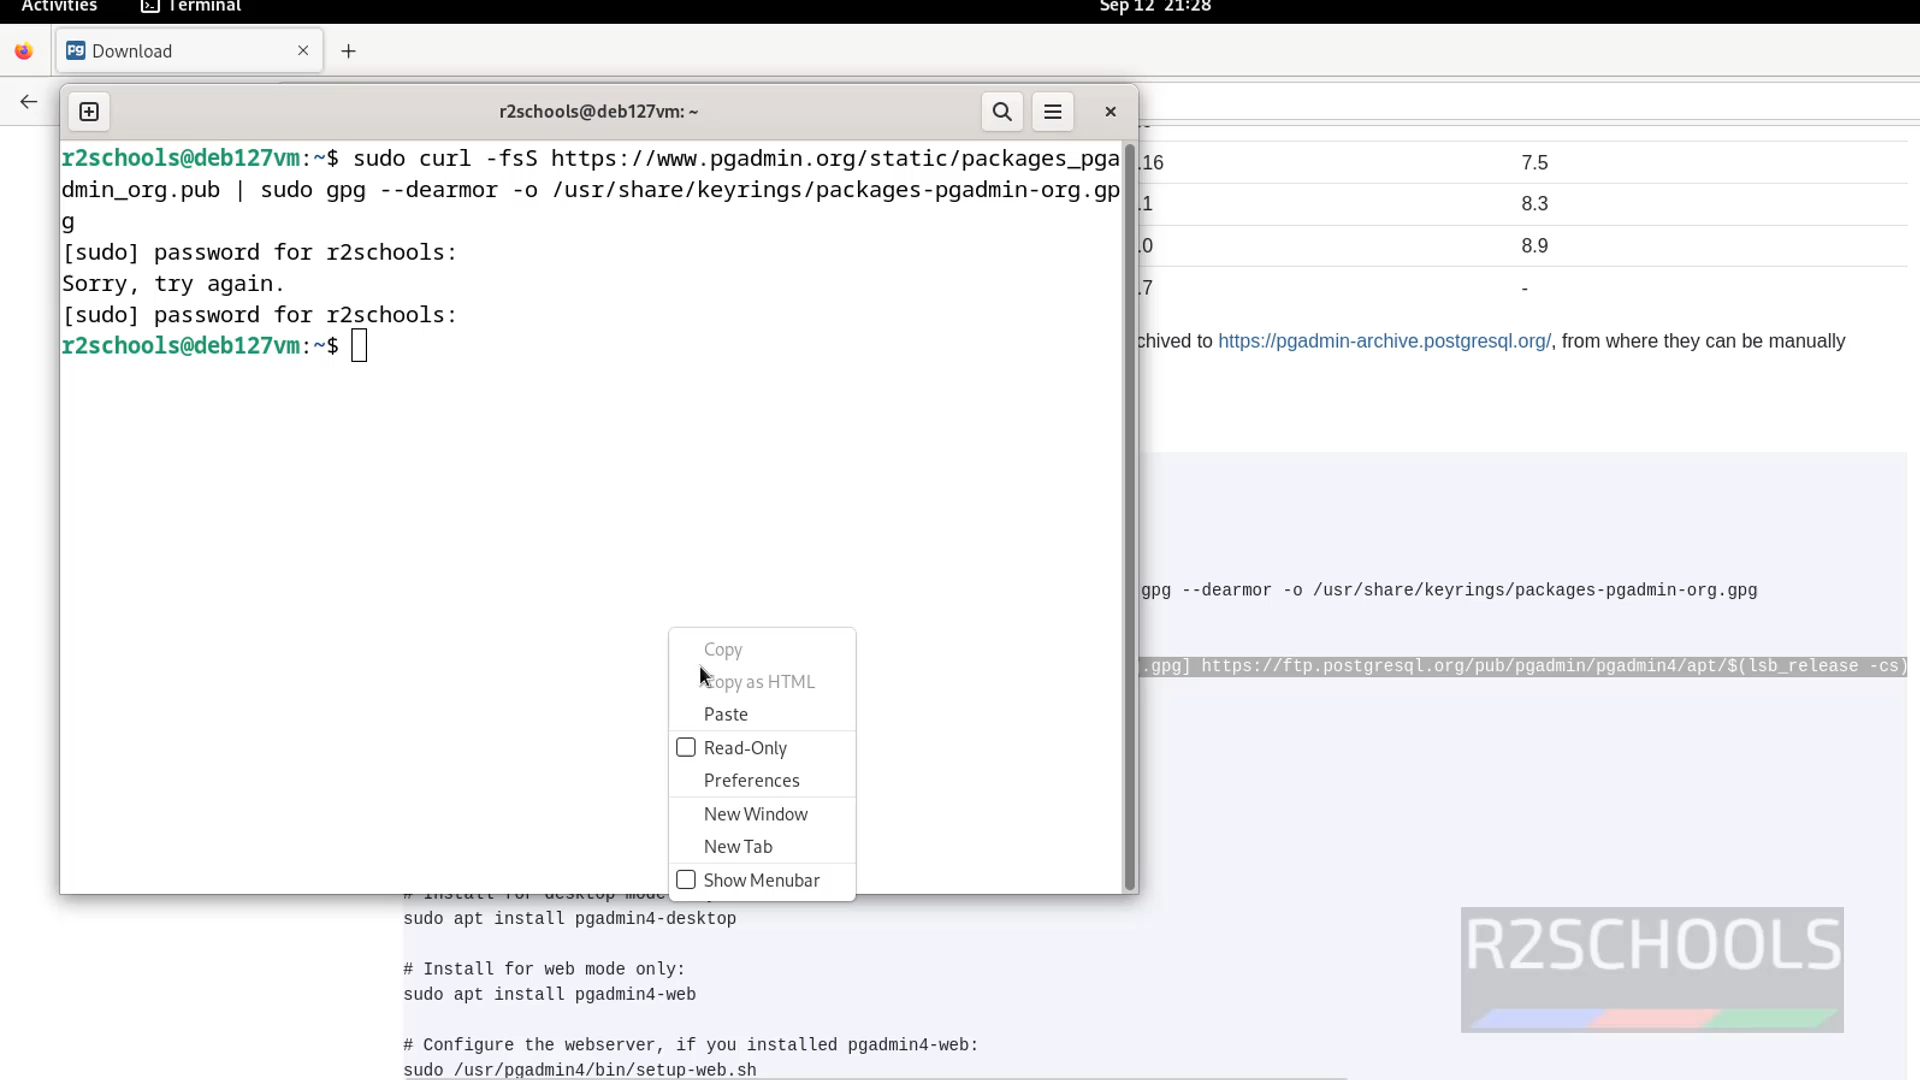 Activities
Terminal
Sep 12 21:28
Download
r2schools@deb127vm: ~
r2schools@deb127vm:~$ sudo curl -fsS https://www.pgadmin.org/static/packages_pga
dmin_org.pub | sudo gpg --dearmor -o /usr/share/keyrings/packages-pgadmin-org.gp
g
[sudo] password for r2schools:
Sorry, try again.
[sudo] password for r2schools:
r2schools@deb127vm:~$
.16 7.5
.1 8.3
.0 8.9
.7 -
chived to https://pgadmin-archive.postgresql.org/, from where they can be manually
gpg --dearmor -o /usr/share/keyrings/packages-pgadmin-org.gpg
.gpg] https://ftp.postgresql.org/pub/pgadmin/pgadmin4/apt/$(lsb_release -cs)
Copy
Copy as HTML
Paste
Read-Only
Preferences
New Window
New Tab
Show Menubar
# Install for desktop mode
sudo apt install pgadmin4-desktop
# Install for web mode only:
sudo apt install pgadmin4-web
# Configure the webserver, if you installed pgadmin4-web:
sudo /usr/pgadmin4/bin/setup-web.sh
R2SCHOOLS